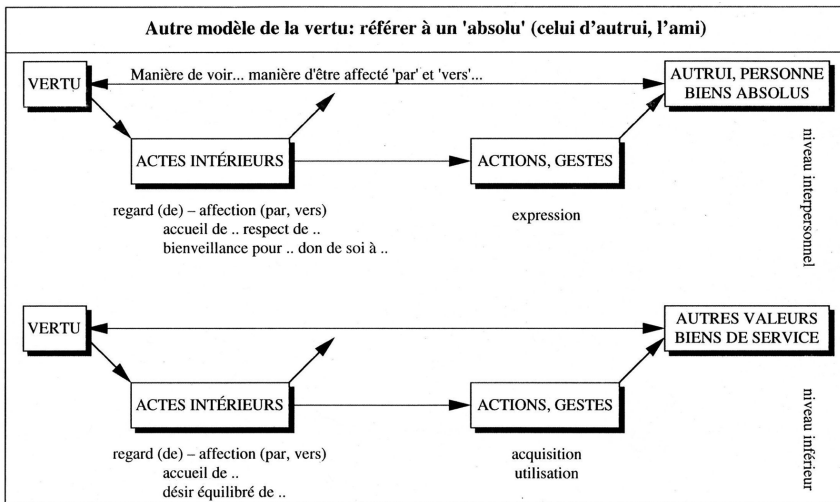 Autre modèle de la vertu: référer à un 'absolu' (celui d'autrui, l'ami)
VERTU
Manière de voir... manière d'être affecté 'par' et 'vers'...
AUTRUI, PERSONNE
BIENS ABSOLUS
ACTES INTÉRIEURS
ACTIONS, GESTES
regard (de) – affection (par, vers)
accueil de .. respect de ..
bienveillance pour .. don de soi à ..
expression
niveau interpersonnel
VERTU
AUTRES VALEURS
BIENS DE SERVICE
ACTES INTÉRIEURS
ACTIONS, GESTES
regard (de) – affection (par, vers)
accueil de ..
désir équilibré de ..
acquisition
utilisation
niveau inférieur